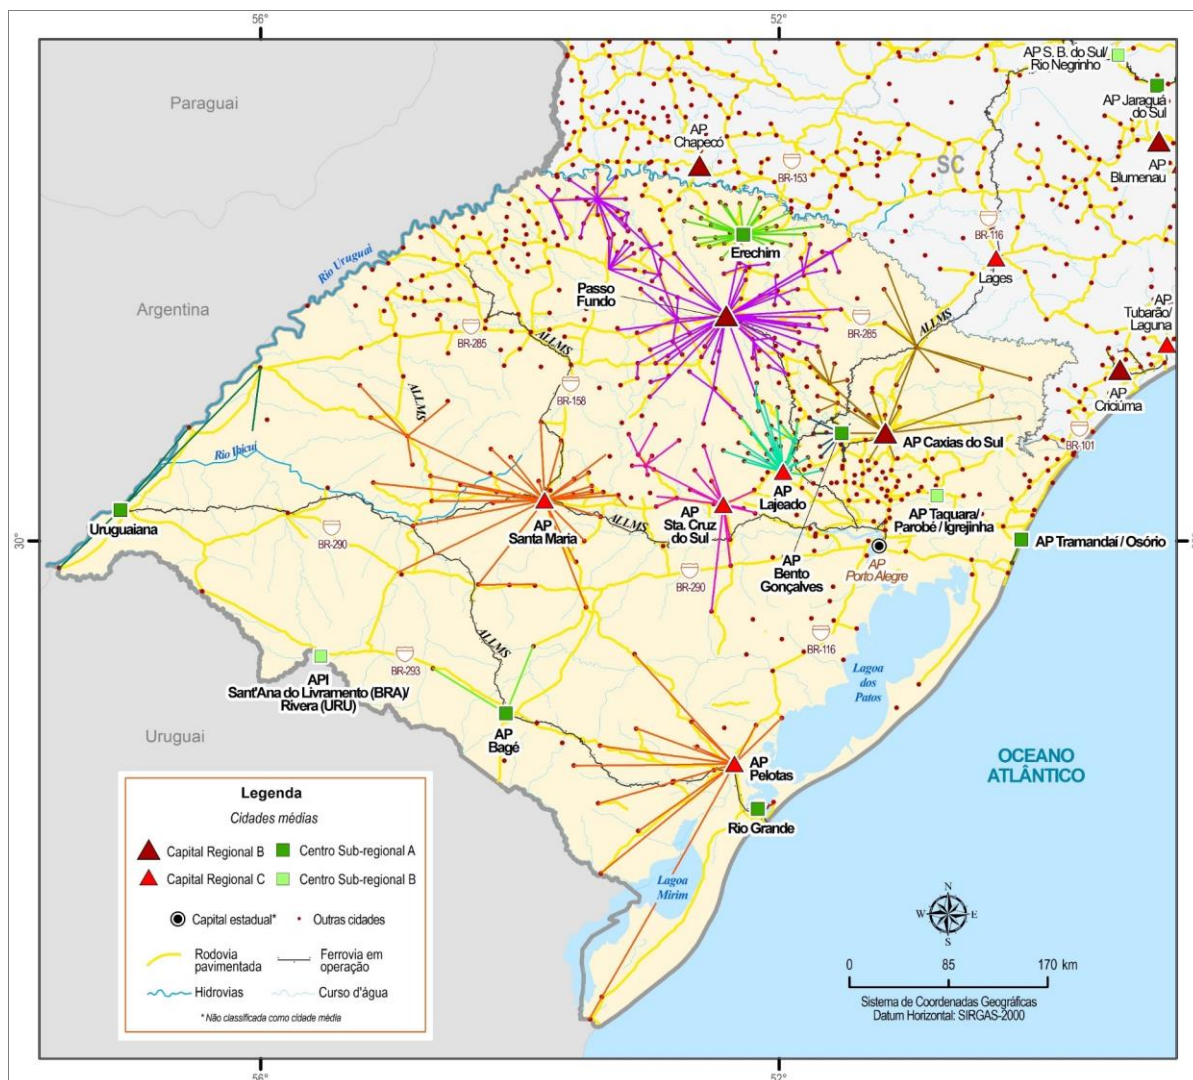 56°
52°
Paraguai
AP S. B. do Sul/
Rio Negrinho
AP Jaraguá
do Sul
AP
Chapecó
BR-153
SC
AP
Blumenau
BR-116
Rio Uruguai
Erechim
Lages
Argentina
Passo
Fundo
AP
Tubarão/
Laguna
BR-285
ALLMS
BR-285
ALLMS
BR-158
ALLMS
AP
Criciúma
BR-101
Rio Ibicuí
AP Caxias do Sul
Uruguaiana
AP
Santa Maria
ALLMS
AP
Sta. Cruz
do Sul
AP
Lajeado
AP Taquara/
Parobé / Igrejinha
30°
BR-290
AP Tramandaí / Osório
AP
Bento
Gonçalves
AP
Porto Alegre
BR-290
ALLMS
BR-116
BR-293
API
Sant'Ana do Livramento (BRA)/
Rivera (URU)
Lagoa
dos
Patos
Uruguai
AP
Bagé
AP
Pelotas
OCEANO
ATLÂNTICO
Rio Grande
Lagoa
Mirim
Legenda
Cidades médias
Capital Regional B
Centro Sub-regional A
Capital Regional C
Centro Sub-regional B
Capital estadual*
Outras cidades
Rodovia
pavimentada
Ferrovia em
operação
Hidrovias
Curso d'água
* Não classificada como cidade média
N
W
E
S
0
85
170 km
Sistema de Coordenadas Geográficas
Datum Horizontal: SIRGAS-2000
56°
52°